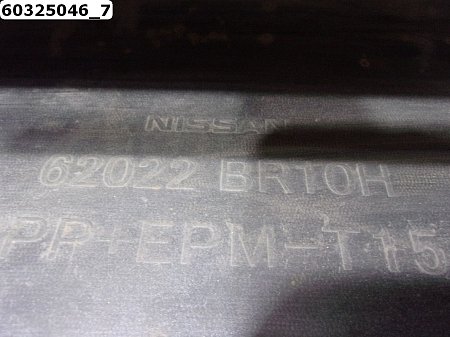 60325046_7
NISSAN
62022 BR10H
PP+EPM-T15